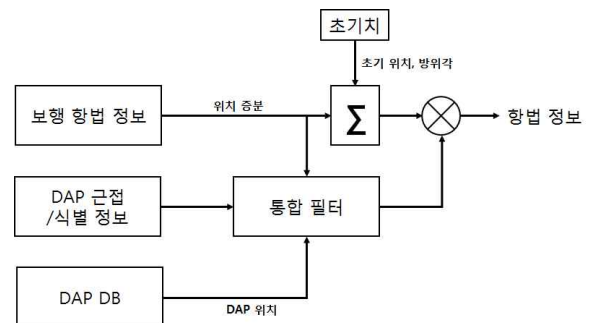 초기치
초기 위치, 방위각
보행 항법 정보
위치 증분
Σ
항법 정보
DAP 근접
/식별 정보
통합 필터
DAP DB
DAP 위치